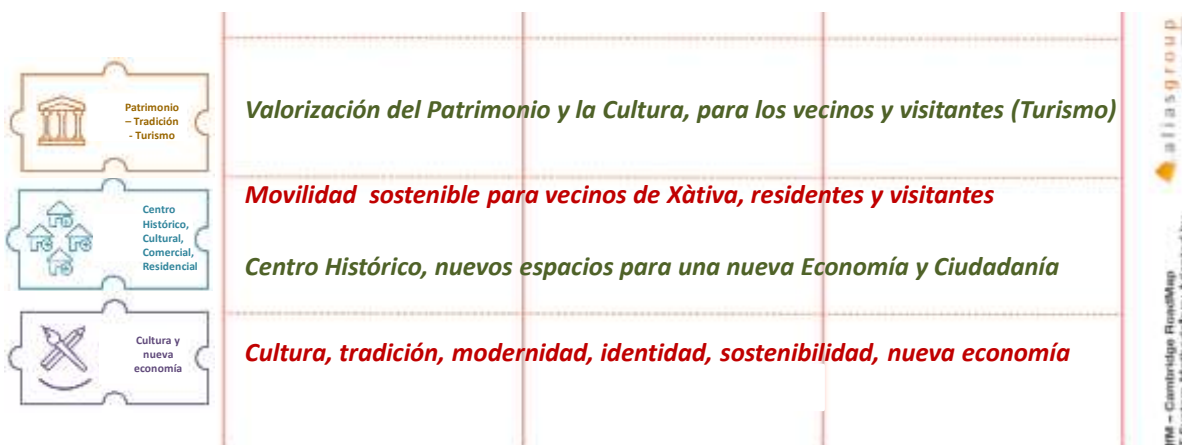 Patrimonio
– Tradición
- Turismo
Valorización del Patrimonio y la Cultura, para los vecinos y visitantes (Turismo)
Centro
Histórico,
Cultural,
Comercial,
Residencial
Movilidad sostenible para vecinos de Xàtiva, residentes y visitantes
Centro Histórico, nuevos espacios para una nueva Economía y Ciudadanía
Cultura y
nueva
economía
Cultura, tradición, modernidad, identidad, sostenibilidad, nueva economía
aliasgroup
– Cambridge RoadMap